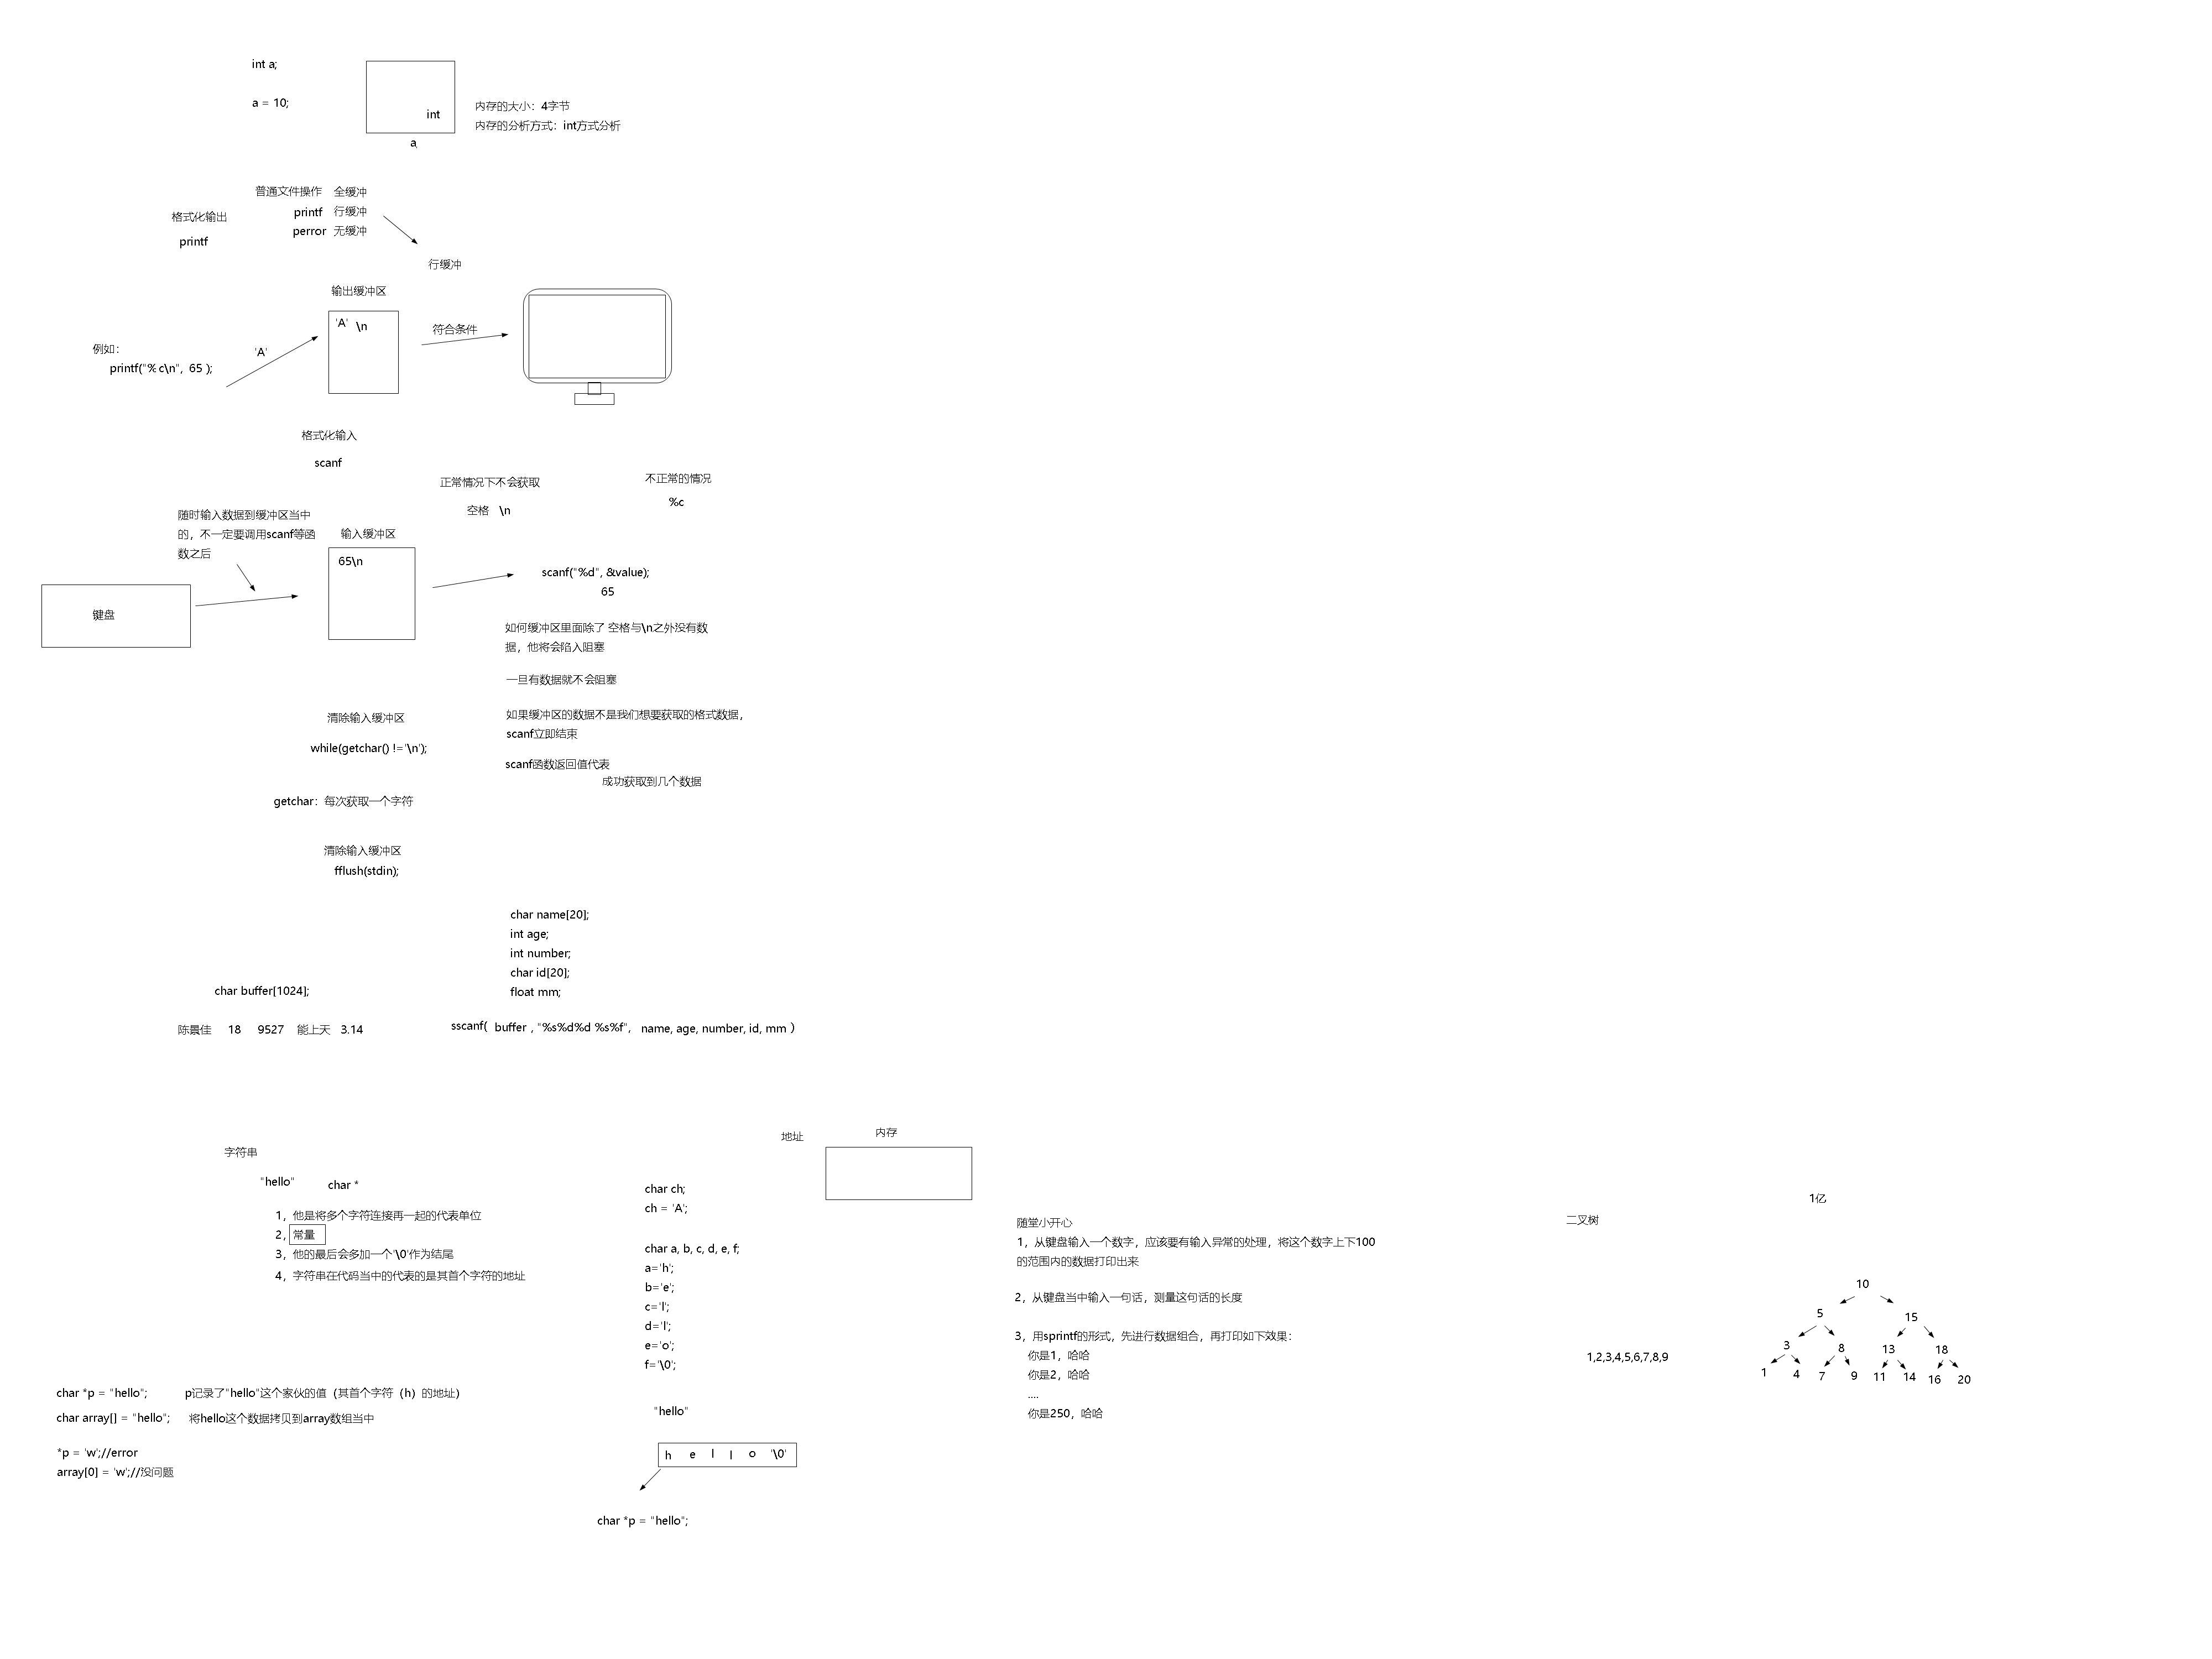 int a;
a = 10;
int
a,
内存的大小：4字节
内存的分析方式：int方式分析
格式化输出
printf
普通文件操作 全缓冲
printf 行缓冲
perror 无缓冲
行缓冲
输出缓冲区
'A' \n
符合条件
例如：
printf("% c\n", 65 );
'A'
格式化输入
scanf
正常情况下不会获取
空格 \n
不正常的情况
%c
随时输入数据到缓冲区当中
的，不一定要调用scanf等函
数之后
输入缓冲区
65\n
键盘
scanf("%d", &value);
65
如何缓冲区里面除了 空格与\n之外没有数
据，他将会陷入阻塞
一旦有数据就不会阻塞
如果缓冲区的数据不是我们想要获取的格式数据，
scanf立即结束
scanf函数返回值代表
成功获取到几个数据
清除输入缓冲区
while(getchar() !='\n');
getchar：每次获取一个字符
清除输入缓冲区
fflush(stdin);
char name[20];
int age;
int number;
char id[20];
float mm;
char buffer[1024];
陈景佳 18 9527 能上天 3.14
sscanf( buffer , "%s%d%d %s%f", name, age, number, id, mm )
字符串
"hello" char *
1，他是将多个字符连接再一起的代表单位
2，常量
3，他的最后会多加一个'\0'作为结尾
4，字符串在代码当中的代表的是其首个字符的地址
char *p = "hello"; p记录了"hello"这个家伙的值（其首个字符（h）的地址）
char array[] = "hello"; 将hello这个数据拷贝到array数组当中
*p = 'w';//error
array[0] = 'w';//没问题
地址
内存
char ch;
ch = 'A';
char a, b, c, d, e, f;
a='h';
b='e';
c='l';
d='l';
e='o';
f='\0';
"hello"
h e l l o '\0'
char *p = "hello";
随堂小开心
1，从键盘输入一个数字，应该要有输入异常的处理，将这个数字上下100
的范围内的数据打印出来
2，从键盘当中输入一句话，测量这句话的长度
3，用sprintf的形式，先进行数据组合，再打印如下效果：
你是1，哈哈
你是2，哈哈
....
你是250，哈哈
1亿
二叉树
1,2,3,4,5,6,7,8,9
10
5 15
3 8 13 18
1 4 7 9 11 14 16 20